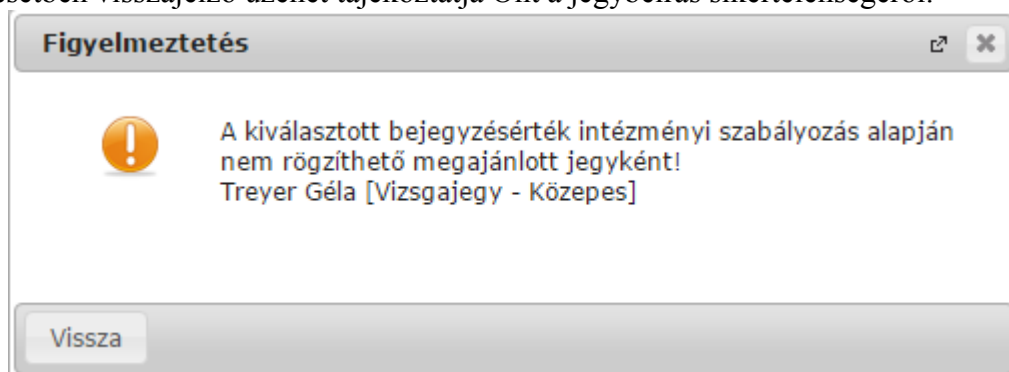 esetben visszajelző üzenet tájékoztatja Önt a jegybeírás sikertelenségéről.
Figyelmeztetés
A kiválasztott bejegyzésérték intézményi szabályozás alapján
nem rögzíthető megajánlott jegyként!
Treyer Géla [Vizsgajegy - Közepes]
Vissza